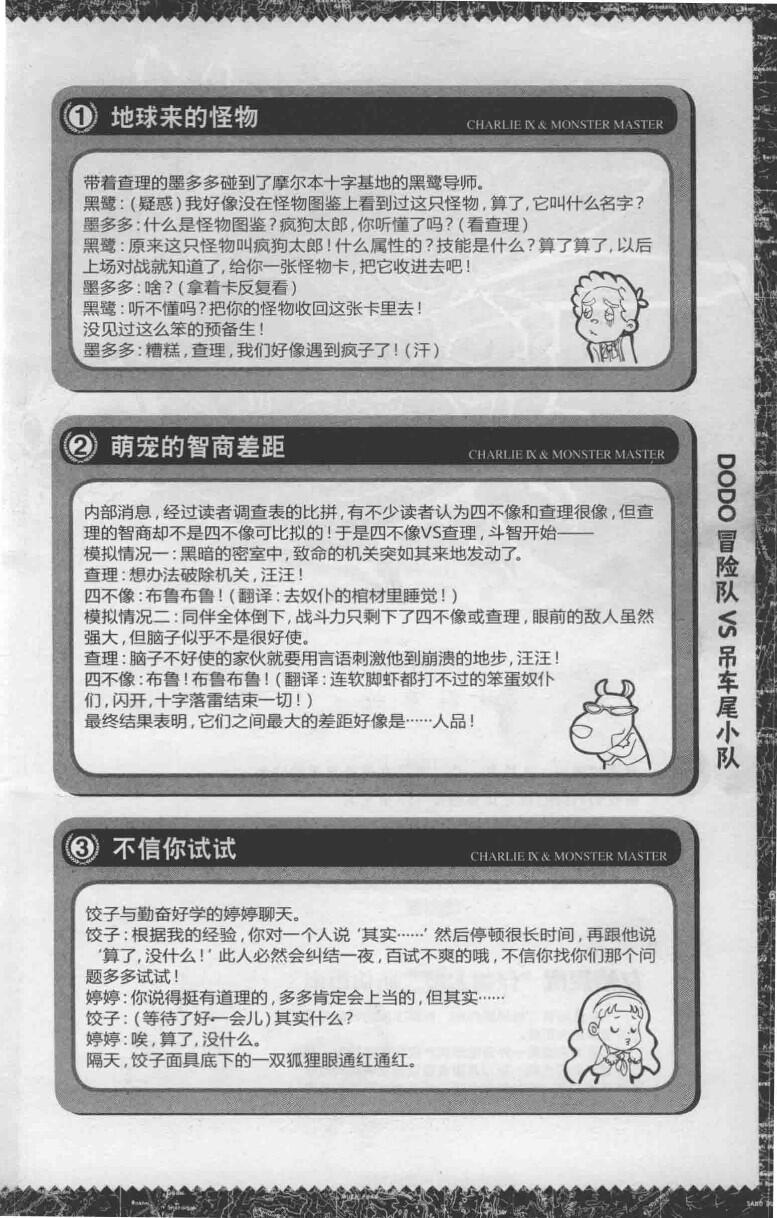 ① 地球来的怪物
CHARLIE IX & MONSTER MASTER
带着查理的墨多多碰到了摩尔本十字基地的黑鹭导师。
黑鹭:(疑惑)我好像没在怪物图鉴上看到过这只怪物,算了,它叫什么名字?
墨多多:什么是怪物图鉴?疯狗太郎,你听懂了吗?(看查理)
黑鹭:原来这只怪物叫疯狗太郎!什么属性的?技能是什么?算了算了,以后
上场对战就知道了,给你一张怪物卡,把它收进去吧!
墨多多:啥?(拿着卡反复看)
黑鹭:听不懂吗?把你的怪物收回这张卡里去!
没见过这么笨的预备生!
墨多多:糟糕,查理,我们好像遇到疯子了!(汗)
② 萌宠的智商差距
CHARLIE IX & MONSTER MASTER
内部消息,经过读者调查表的比拼,有不少读者认为四不像和查理很像,但查
理的智商却不是四不像可比拟的!于是四不像VS查理,斗智开始——
模拟情况一:黑暗的密室中,致命的机关突如其来地发动了。
查理:想办法破除机关,汪汪!
四不像:布鲁布鲁!(翻译:去奴仆的棺材里睡觉!)
模拟情况二:同伴全体倒下,战斗力只剩下了四不像或查理,眼前的敌人虽然
强大,但脑子似乎不是很好使。
查理:脑子不好使的家伙就要用言语刺激他到崩溃的地步,汪汪!
四不像:布鲁!布鲁布鲁!(翻译:连软脚虾都打不过的笨蛋奴仆
们,闪开,十字落雷结束一切!)
最终结果表明,它们之间最大的差距好像是……人品!
③ 不信你试试
CHARLIE IX & MONSTER MASTER
饺子与勤奋好学的婷婷聊天。
饺子:根据我的经验,你对一个人说‘其实……’然后停顿很长时间,再跟他说
‘算了,没什么!’此人必然会纠结一夜,百试不爽的哦,不信你找你们那个问
题多多试试!
婷婷:你说得挺有道理的,多多肯定会上当的,但其实……
饺子:(等待了好一会儿)其实什么?
婷婷:唉,算了,没什么。
隔天,饺子面具底下的一双狐狸眼通红通红。
DODO 冒险队 VS 吊车尾小队